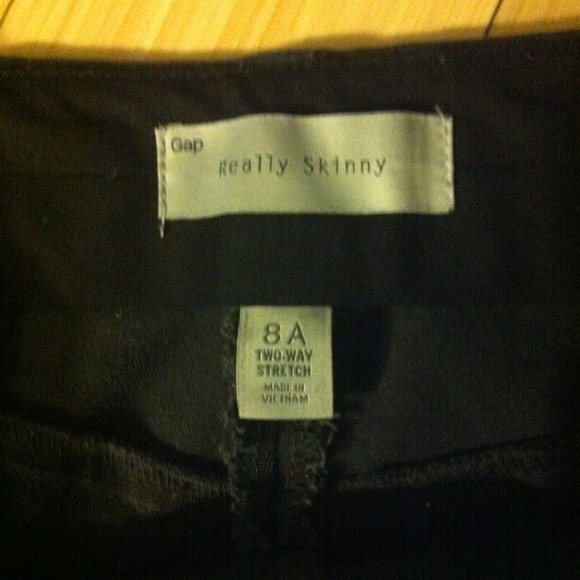 Gap
Really Skinny
8A
TWO-WAY
STRETCH
MADE IN
VIETNAM